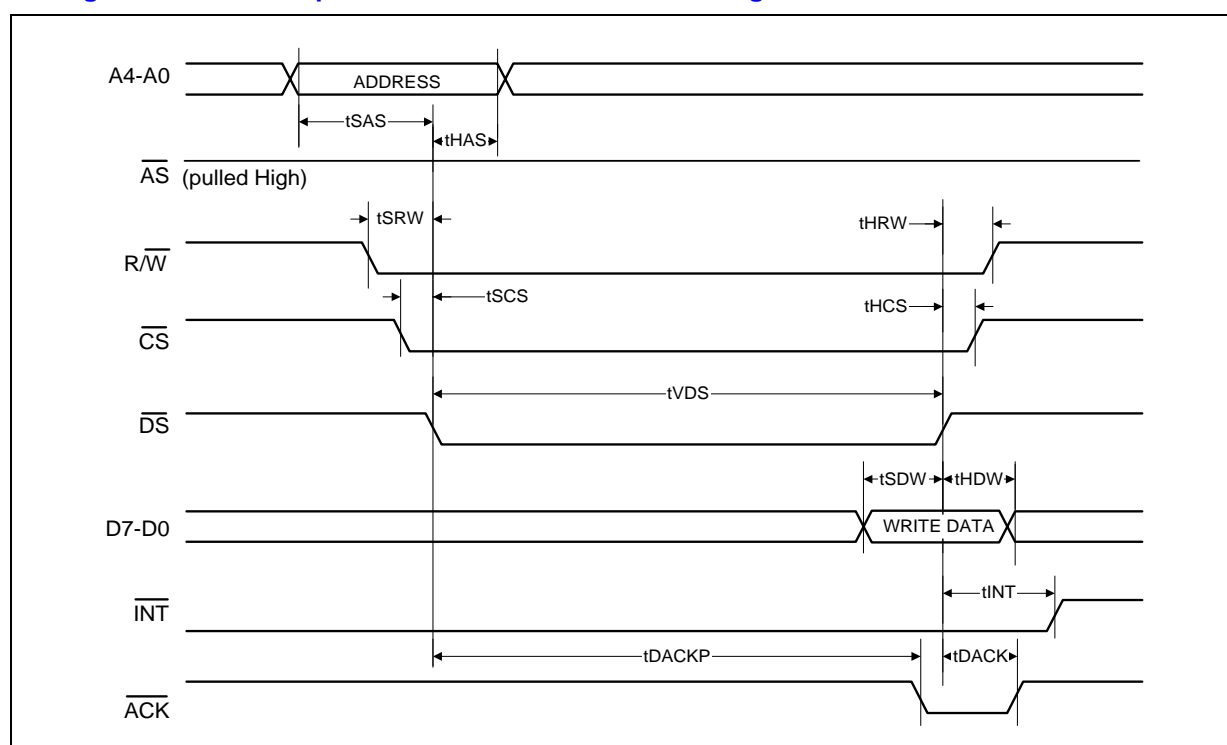 A4-A0
ADDRESS
tSAS
tHAS
AS (pulled High)
tSRW
tHRW
R/W
tSCS
tHCS
CS
tVDS
DS
tSDW
tHDW
D7-D0
WRITE DATA
tINT
INT
tDACKP
tDACK
ACK